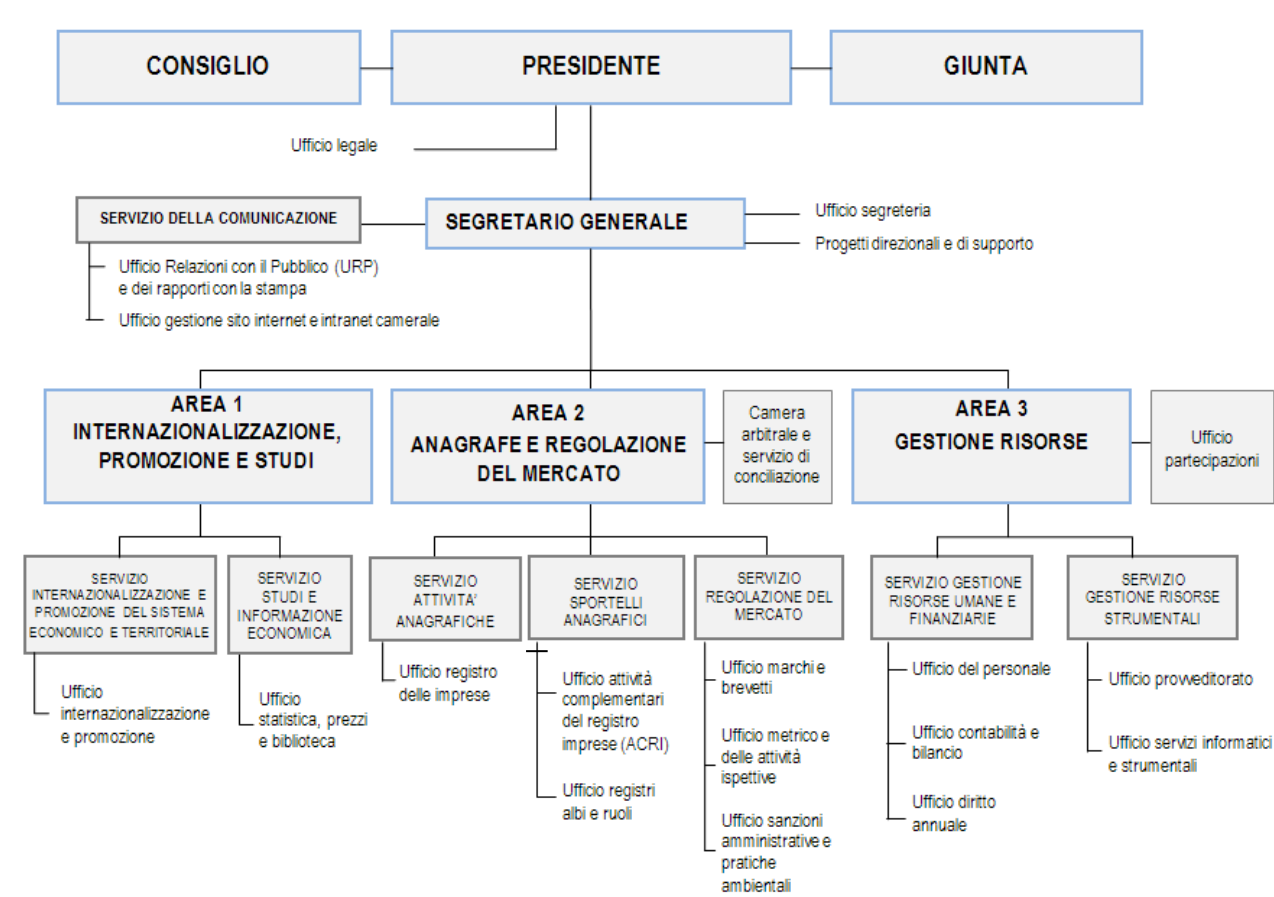 CONSIGLIO
PRESIDENTE
GIUNTA
Ufficio legale
SERVIZIO DELLA COMUNICAZIONE
SEGRETARIO GENERALE
Ufficio segreteria
Progetti direzionali e di supporto
Ufficio Relazioni con il Pubblico (URP)
e dei rapporti con la stampa
Ufficio gestione sito internet e intranet camerale
AREA 1
INTERNAZIONALIZZAZIONE,
PROMOZIONE E STUDI
AREA 2
ANAGRAFE E REGOLAZIONE
DEL MERCATO
Camera
arbitrale e
servizio di
conciliazione
AREA 3
GESTIONE RISORSE
Ufficio
partecipazioni
SERVIZIO
INTERNAZIONALIZZAZIONE E
PROMOZIONE DEL SISTEMA
ECONOMICO E TERRITORIALE
SERVIZIO
STUDI E
INFORMAZIONE
ECONOMICA
SERVIZIO
ATTIVITA'
ANAGRAFICHE
SERVIZIO
SPORTELLI
ANAGRAFICI
SERVIZIO
REGOLAZIONE DEL
MERCATO
SERVIZIO GESTIONE
RISORSE UMANE E
FINANZIARIE
SERVIZIO
GESTIONE RISORSE
STRUMENTALI
Ufficio
internazionalizzazione
e promozione
Ufficio
statistica, prezzi
e biblioteca
Ufficio registro
delle imprese
Ufficio attività
complementari
del registro
imprese (ACRI)
Ufficio registri
albi e ruoli
Ufficio marchi e
brevetti
Ufficio metrico e
delle attività
ispettive
Ufficio sanzioni
amministrative e
pratiche
ambientali
Ufficio del personale
Ufficio contabilità e
bilancio
Ufficio diritto
annuale
Ufficio provveditorato
Ufficio servizi informatici
e strumentali